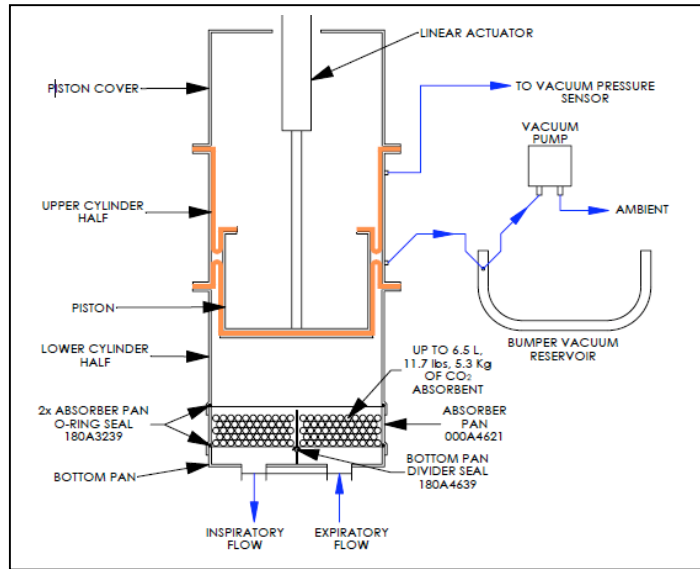 LINEAR ACTUATOR
PISTON COVER
TO VACUUM PRESSURE
SENSOR
VACUUM
PUMP
UPPER CYLINDER
HALF
AMBIENT
PISTON
BUMPER VACUUM
RESERVOIR
LOWER CYLINDER
HALF
UP TO 6.5 L,
11.7 lbs, 5.3 Kg
OF CO₂
ABSORBENT
2x ABSORBER PAN
O-RING SEAL
180A3239
ABSORBER
PAN
000A4621
BOTTOM PAN
BOTTOM PAN
DIVIDER SEAL
180A4639
INSPIRATORY
FLOW
EXPIRATORY
FLOW